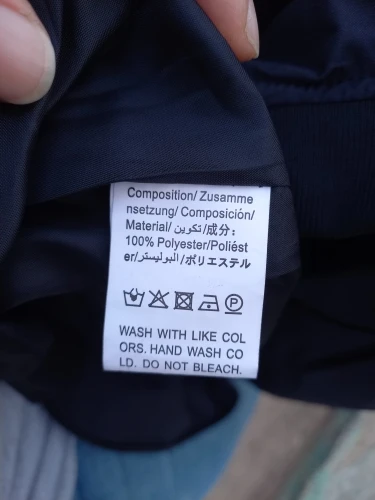 Composition/ Zusamme
nsetzung/ Composición/
Material/ تكوين/成分：
100% Polyester/Poliést
er/البوليستر/ポリエステル
WASH WITH LIKE COL
ORS. HAND WASH CO
LD. DO NOT BLEACH.